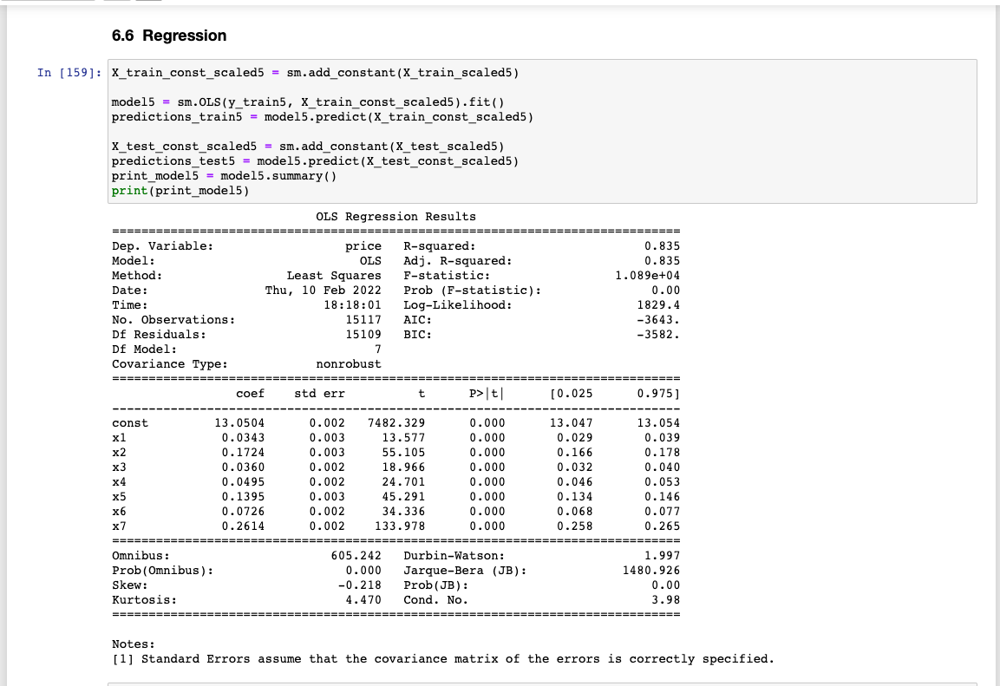 6.6 Regression
In [159]: X_train_const_scaled5 = sm.add_constant(X_train_scaled5)
model5 = sm.OLS(y_train5, X_train_const_scaled5).fit()
predictions_train5 = model5.predict(X_train_const_scaled5)
X_test_const_scaled5 = sm.add_constant(X_test_scaled5)
predictions_test5 = model5.predict(X_test_const_scaled5)
print_model5 = model5.summary()
print(print_model5)
OLS Regression Results
==============================================================================
Dep. Variable: price R-squared: 0.835
Model: OLS Adj. R-squared: 0.835
Method: Least Squares F-statistic: 1.089e+04
Date: Thu, 10 Feb 2022 Prob (F-statistic): 0.00
Time: 18:18:01 Log-Likelihood: 1829.4
No. Observations: 15117 AIC: -3643.
Df Residuals: 15109 BIC: -3582.
Df Model: 7
Covariance Type: nonrobust
==============================================================================
coef std err t P>|t| [0.025 0.975]
------------------------------------------------------------------------------
const 13.0504 0.002 7482.329 0.000 13.047 13.054
x1 0.0343 0.003 13.577 0.000 0.029 0.039
x2 0.1724 0.003 55.105 0.000 0.166 0.178
x3 0.0360 0.002 18.966 0.000 0.032 0.040
x4 0.0495 0.002 24.701 0.000 0.046 0.053
x5 0.1395 0.003 45.291 0.000 0.134 0.146
x6 0.0726 0.002 34.336 0.000 0.068 0.077
x7 0.2614 0.002 133.978 0.000 0.258 0.265
==============================================================================
Omnibus: 605.242 Durbin-Watson: 1.997
Prob(Omnibus): 0.000 Jarque-Bera (JB): 1480.926
Skew: -0.218 Prob(JB): 0.00
Kurtosis: 4.470 Cond. No. 3.98
==============================================================================
Notes:
[1] Standard Errors assume that the covariance matrix of the errors is correctly specified.